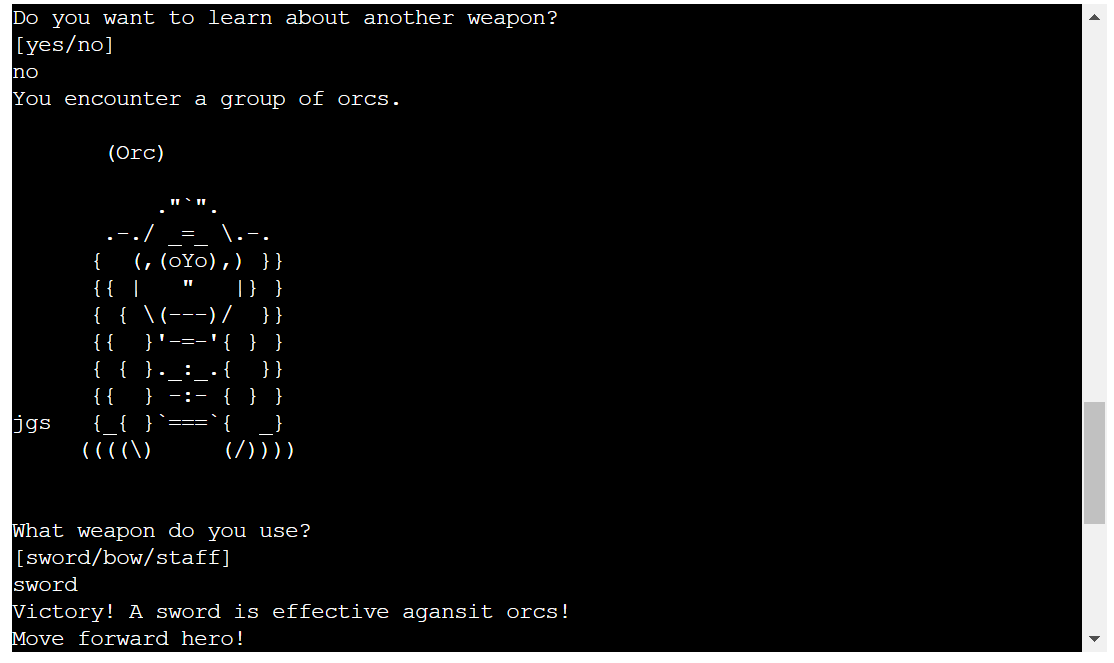 Do you want to learn about another weapon?
[yes/no]
no
You encounter a group of orcs.
       (Orc)
           ."`".
       .-./ _=_ \.-.
      {  (,(oYo),) }}
      {{ |   "   |} }
      { { \(---)/  }}
      {{  }'-=-'{ } }
      { { }._:_.{  }}
      {{  } -:- { } }
jgs   {_{ }`===`{  _}
     ((((\)     (/))))
What weapon do you use?
[sword/bow/staff]
sword
Victory! A sword is effective agansit orcs!
Move forward hero!